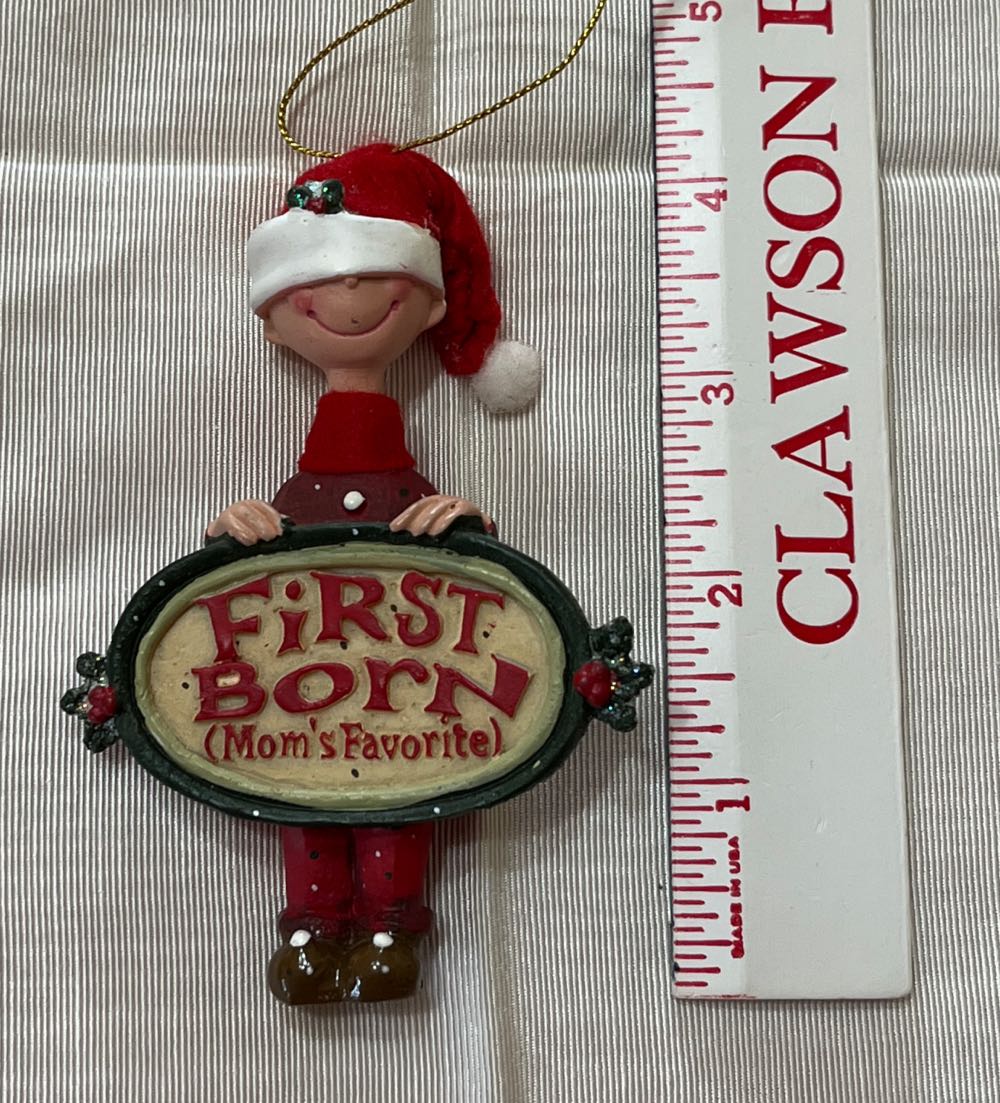 FiRST
BorN
(Mom's Favorite)
5
4
3
2
1
MADE IN USA
CLAWSON